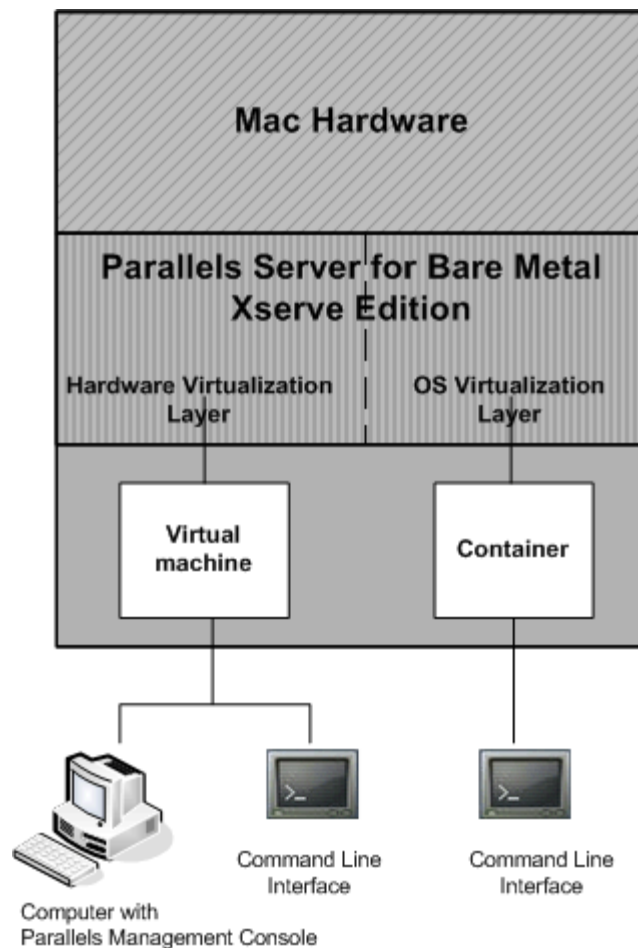 Mac Hardware
Parallels Server for Bare Metal
Xserve Edition
Hardware Virtualization
Layer
OS Virtualization
Layer
Virtual
machine
Container
>_
>_
Command Line
Interface
Command Line
Interface
Computer with
Parallels Management Console